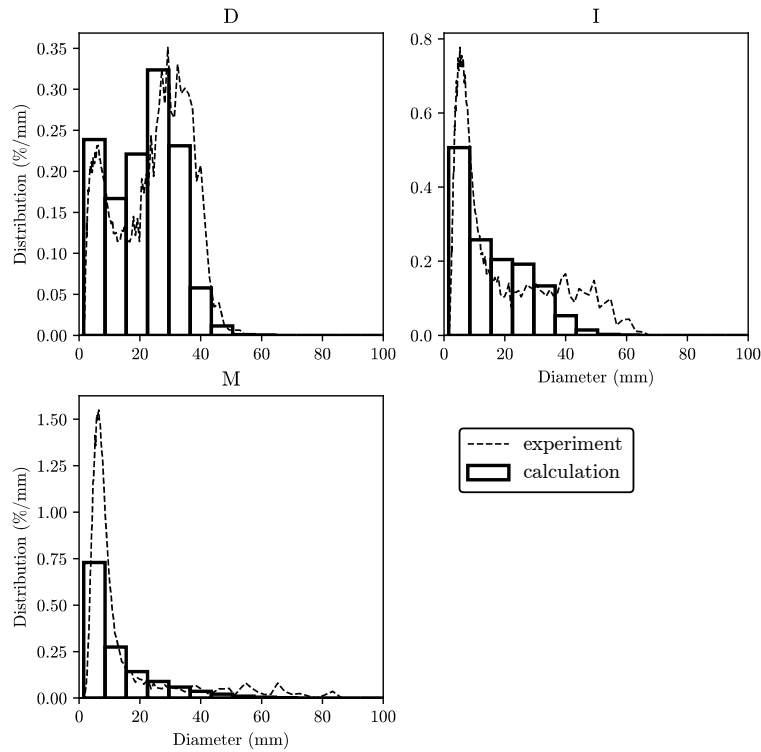 D
I
0.35
0.30
0.25
0.20
0.15
0.10
0.05
0.00
Distribution (%/mm)
0 20 40 60 80 100
0.8
0.6
0.4
0.2
0.0
0 20 40 60 80 100
Diameter (mm)
M
1.50
1.25
1.00
0.75
0.50
0.25
0.00
Distribution (%/mm)
0 20 40 60 80 100
Diameter (mm)
experiment
calculation